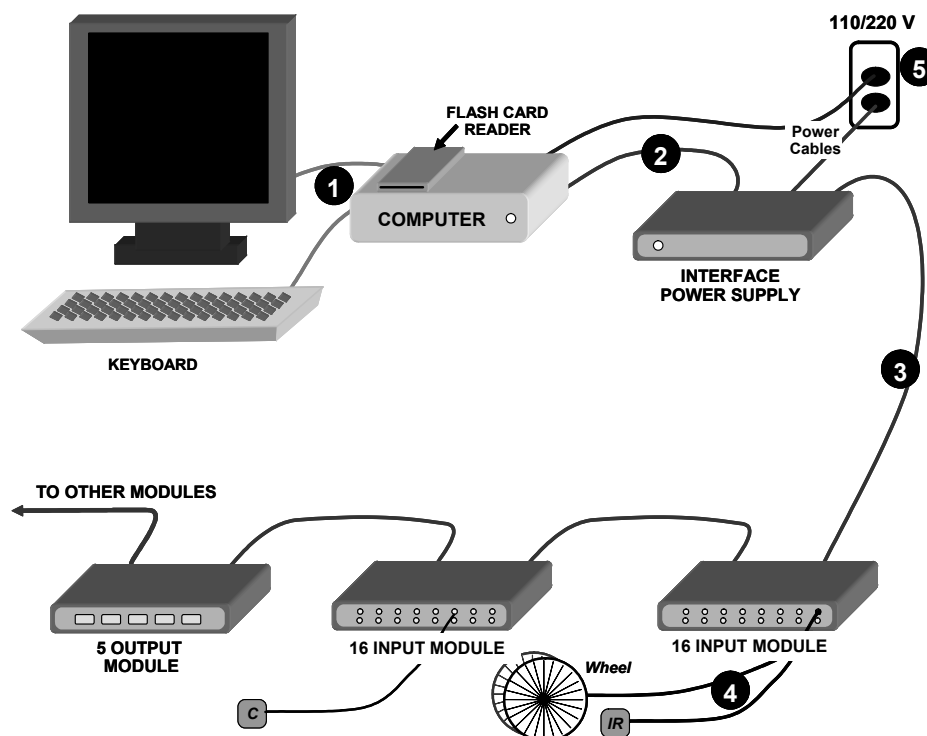 110/220 V
5
FLASH CARD
READER
Power
Cables
2
1
COMPUTER
INTERFACE
POWER SUPPLY
KEYBOARD
3
TO OTHER MODULES
5 OUTPUT
MODULE
16 INPUT MODULE
16 INPUT MODULE
Wheel
4
C
IR